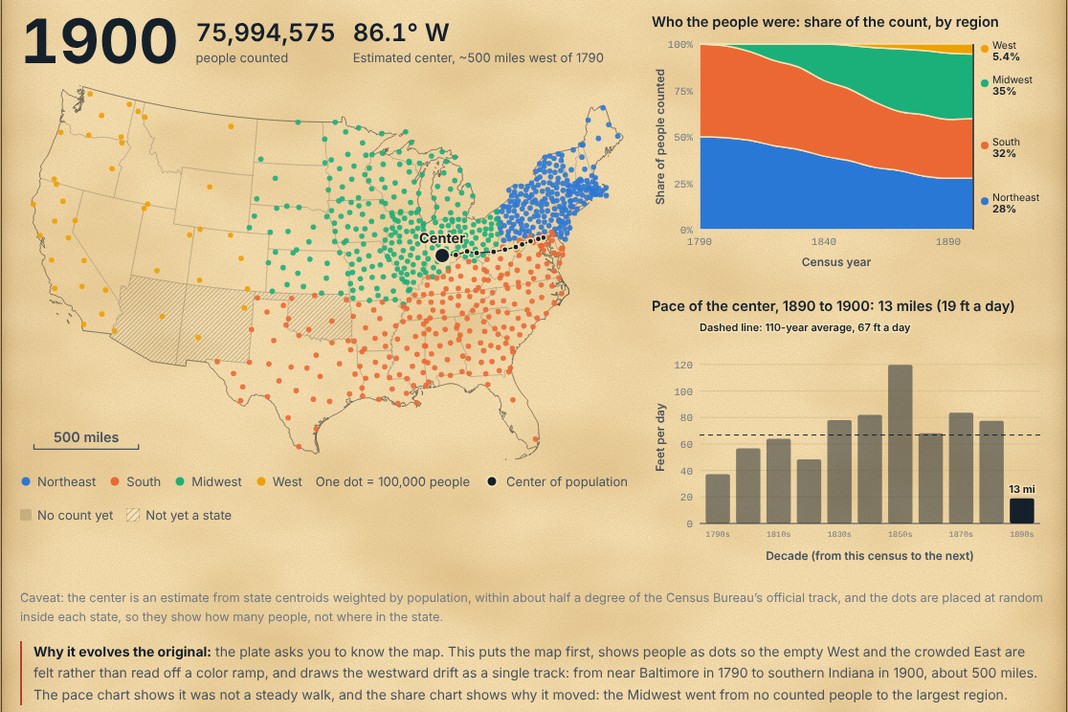 1900
75,994,575
people counted
86.1° W
Estimated center, ~500 miles west of 1790
Center
500 miles
Northeast
South
Midwest
West
One dot = 100,000 people
Center of population
No count yet
Not yet a state
Who the people were: share of the count, by region
Share of people counted
100%
75%
50%
25%
0%
1790
1840
1890
Census year
West
5.4%
Midwest
35%
South
32%
Northeast
28%
Pace of the center, 1890 to 1900: 13 miles (19 ft a day)
Dashed line: 110-year average, 67 ft a day
Feet per day
120
100
80
60
40
20
0
13 mi
1790s
1810s
1830s
1850s
1870s
1890s
Decade (from this census to the next)
Caveat: the center is an estimate from state centroids weighted by population, within about half a degree of the Census Bureau's official track, and the dots are placed at random
inside each state, so they show how many people, not where in the state.
Why it evolves the original: the plate asks you to know the map. This puts the map first, shows people as dots so the empty West and the crowded East are
felt rather than read off a color ramp, and draws the westward drift as a single track: from near Baltimore in 1790 to southern Indiana in 1900, about 500 miles.
The pace chart shows it was not a steady walk, and the share chart shows why it moved: the Midwest went from no counted people to the largest region.